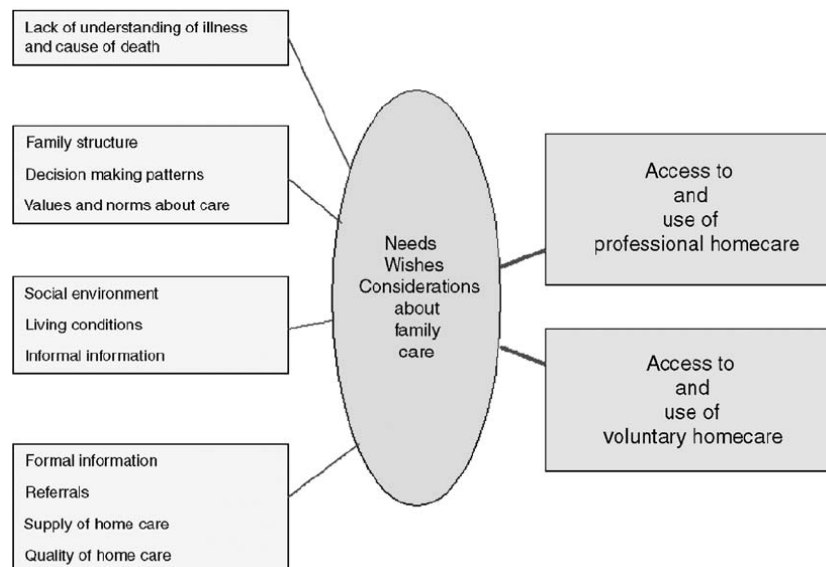 Lack of understanding of illness
and cause of death
Family structure
Decision making patterns
Values and norms about care
Social environment
Living conditions
Informal information
Formal information
Referrals
Supply of home care
Quality of home care
Needs
Wishes
Considerations
about
family
care
Access to
and
use of
professional homecare
Access to
and
use of
voluntary homecare